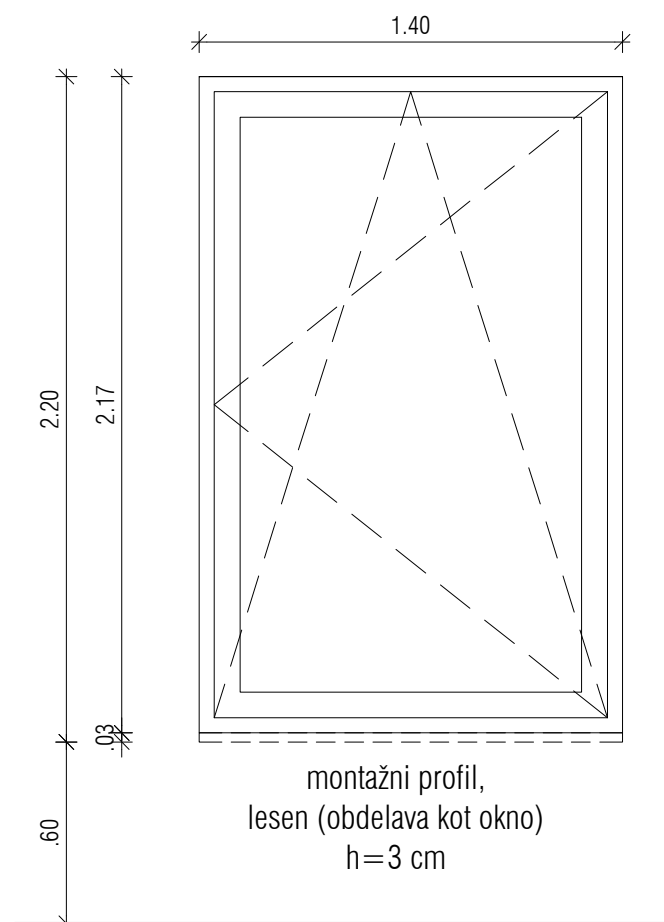 1.40
2.20
2.17
.03
.60
montažni profil,
lesen (obdelava kot okno)
h=3 cm